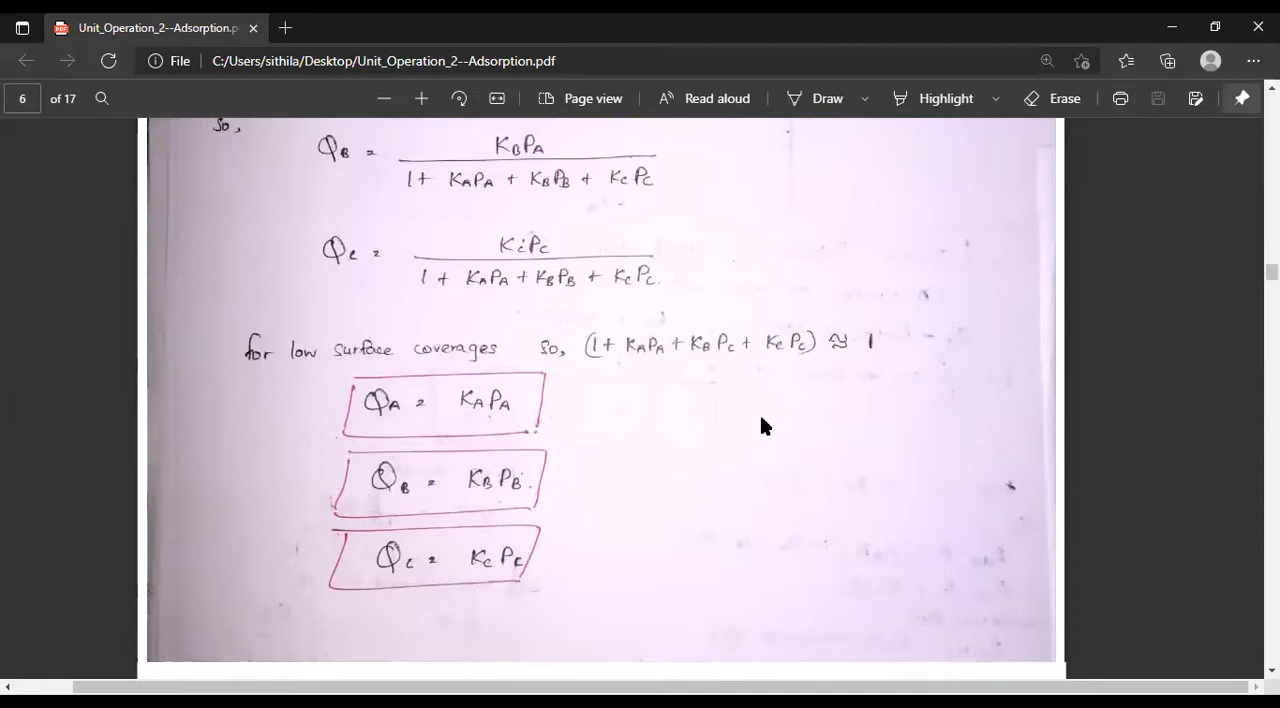 Unit_Operation_2--Adsorption.p
File C:/Users/sithila/Desktop/Unit_Operation_2--Adsorption.pdf
6 of 17 Page view Read aloud Draw Highlight Erase
So,
φB = KBPA
1 + KAPA + KBPB + KCPC
φC = KCPC
1 + KAPA + KBPB + KCPC.
for low surface coverages so, (1 + KAPA + KBPC + KCPC) ≈ 1
φA = KAPA
φB = KBPB.
φC = KCPC